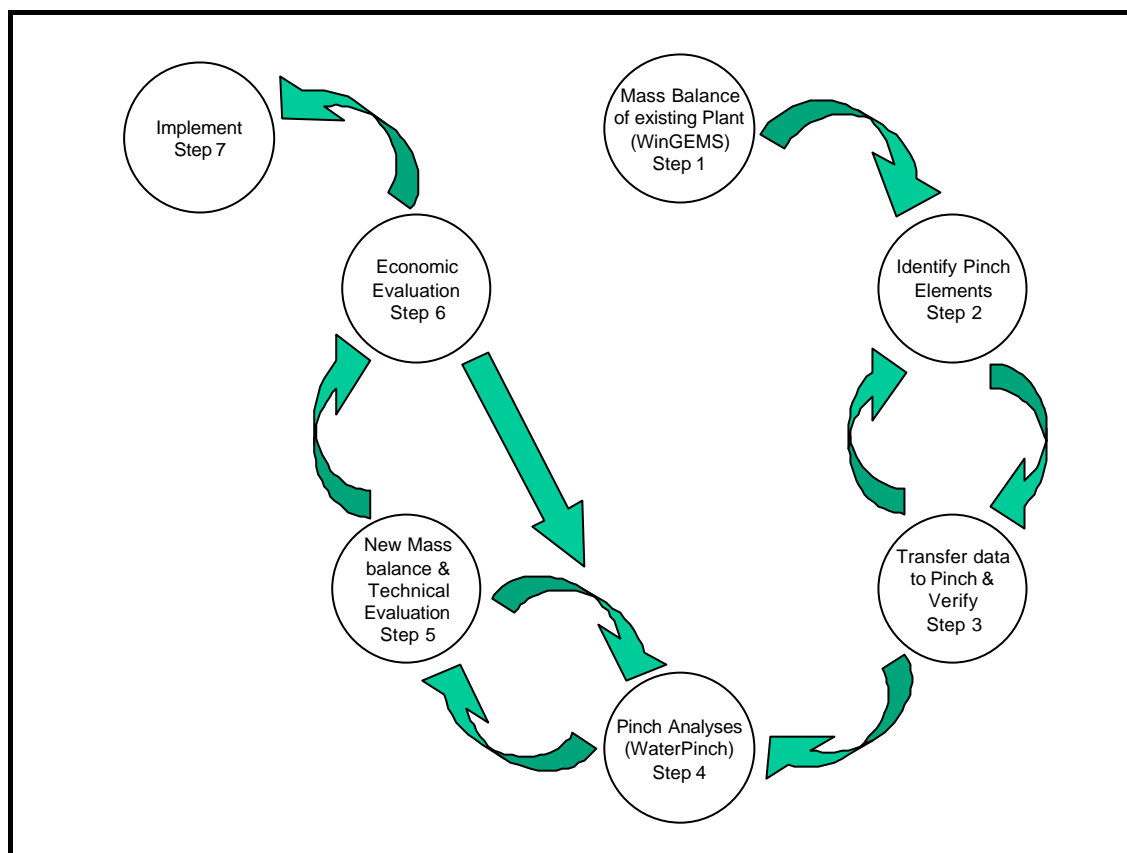 Mass Balance
of existing Plant
(WinGEMS)
Step 1
Identify Pinch
Elements
Step 2
Transfer data
to Pinch &
Verify
Step 3
Pinch Analyses
(WaterPinch)
Step 4
New Mass
balance &
Technical
Evaluation
Step 5
Economic
Evaluation
Step 6
Implement
Step 7